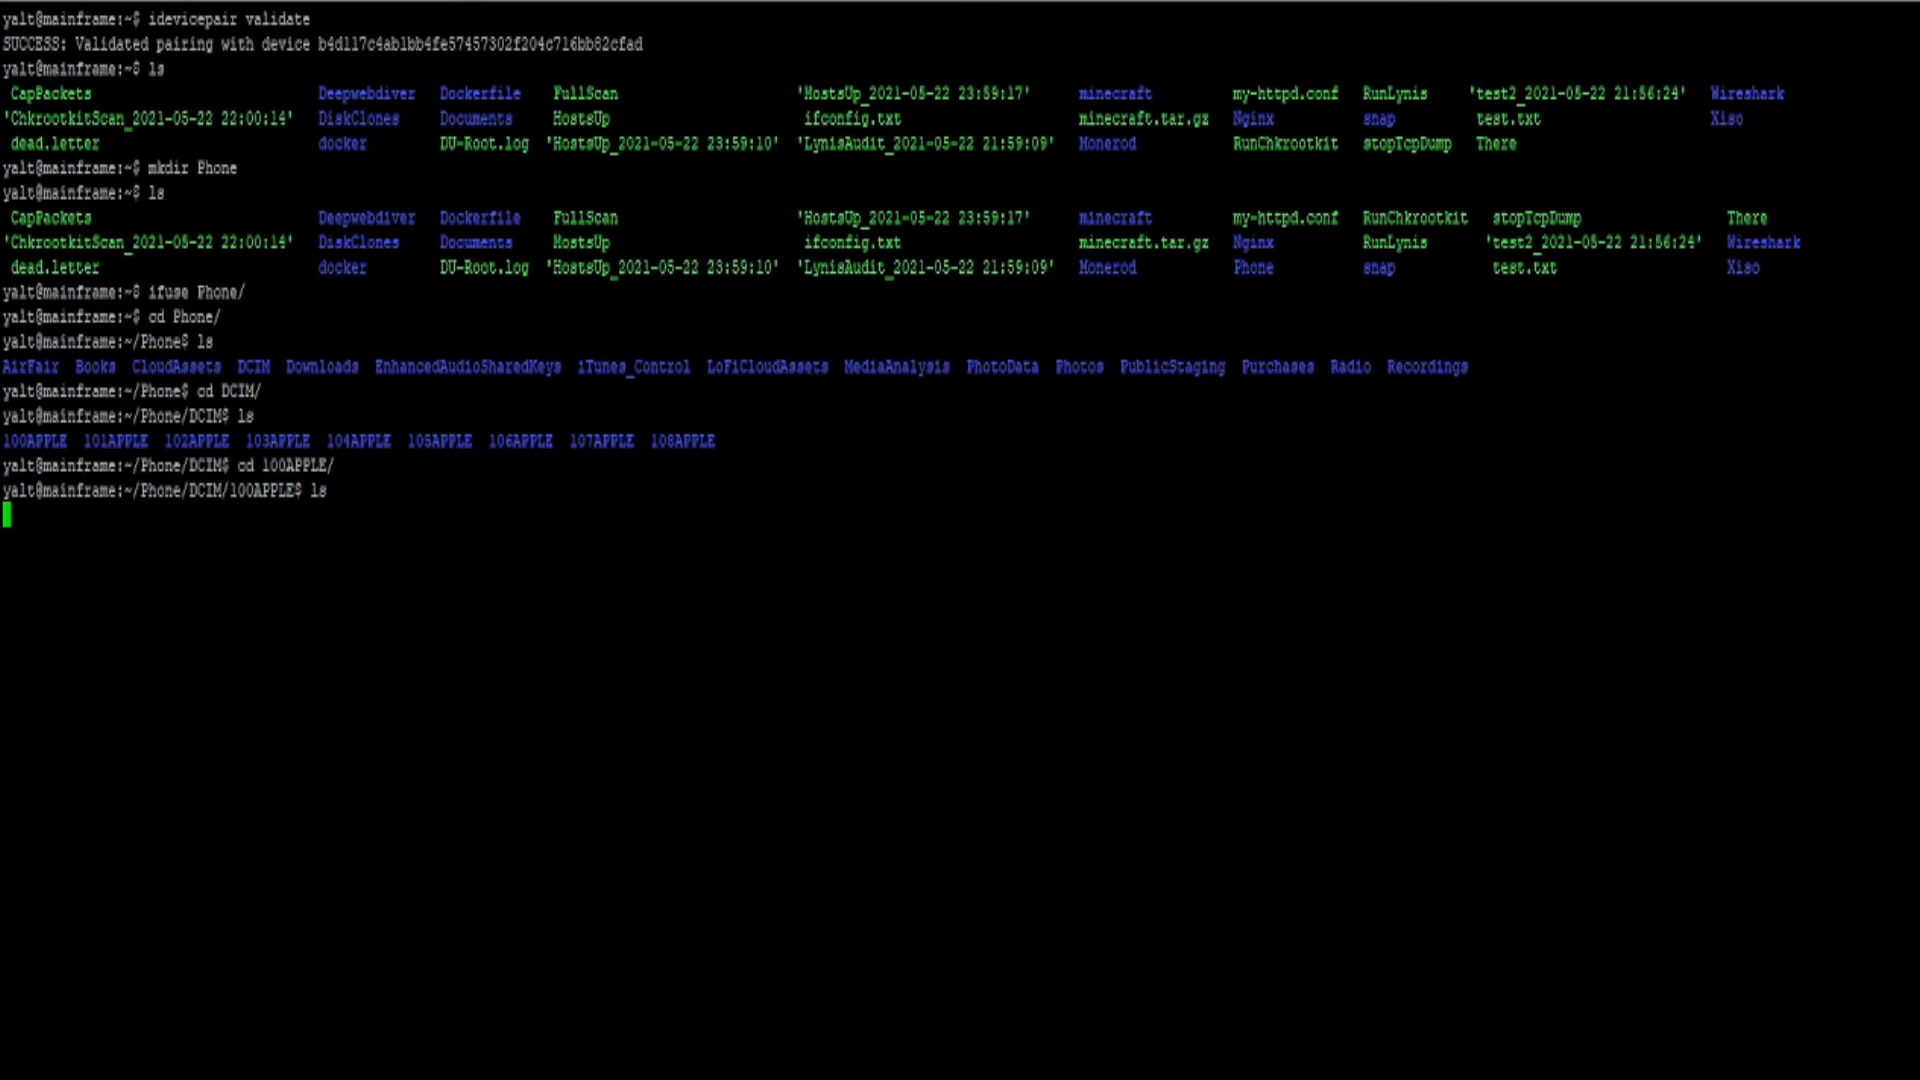 yalt@mainframe:~$ idevicepair validate
SUCCESS: Validated pairing with device b4d117c4ab1bb4fe57457302f204c716bb82cfad
yalt@mainframe:~$ ls
CapPackets Deepwebdiver Dockerfile FullScan 'HostsUp_2021-05-22 23:59:17' minecraft my-httpd.conf RunLynis 'test2_2021-05-22 21:56:24' Wireshark
'ChkrootkitScan_2021-05-22 22:00:14' DiskClones Documents HostsUp ifconfig.txt minecraft.tar.gz Nginx snap test.txt Xiso
dead.letter docker DU-Root.log 'HostsUp_2021-05-22 23:59:10' 'LynisAudit_2021-05-22 21:59:09' Monerod RunChkrootkit stopTcpDump There
yalt@mainframe:~$ mkdir Phone
yalt@mainframe:~$ ls
CapPackets Deepwebdiver Dockerfile FullScan 'HostsUp_2021-05-22 23:59:17' minecraft my-httpd.conf RunChkrootkit stopTcpDump There
'ChkrootkitScan_2021-05-22 22:00:14' DiskClones Documents HostsUp ifconfig.txt minecraft.tar.gz Nginx RunLynis 'test2_2021-05-22 21:56:24' Wireshark
dead.letter docker DU-Root.log 'HostsUp_2021-05-22 23:59:10' 'LynisAudit_2021-05-22 21:59:09' Monerod Phone snap test.txt Xiso
yalt@mainframe:~$ ifuse Phone/
yalt@mainframe:~$ cd Phone/
yalt@mainframe:~/Phone$ ls
AirFair Books CloudAssets DCIM Downloads EnhancedAudioSharedKeys iTunes_Control LoFiCloudAssets MediaAnalysis PhotoData Photos PublicStaging Purchases Radio Recordings
yalt@mainframe:~/Phone$ cd DCIM/
yalt@mainframe:~/Phone/DCIM$ ls
100APPLE 101APPLE 102APPLE 103APPLE 104APPLE 105APPLE 106APPLE 107APPLE 108APPLE
yalt@mainframe:~/Phone/DCIM$ cd 100APPLE/
yalt@mainframe:~/Phone/DCIM/100APPLE$ ls